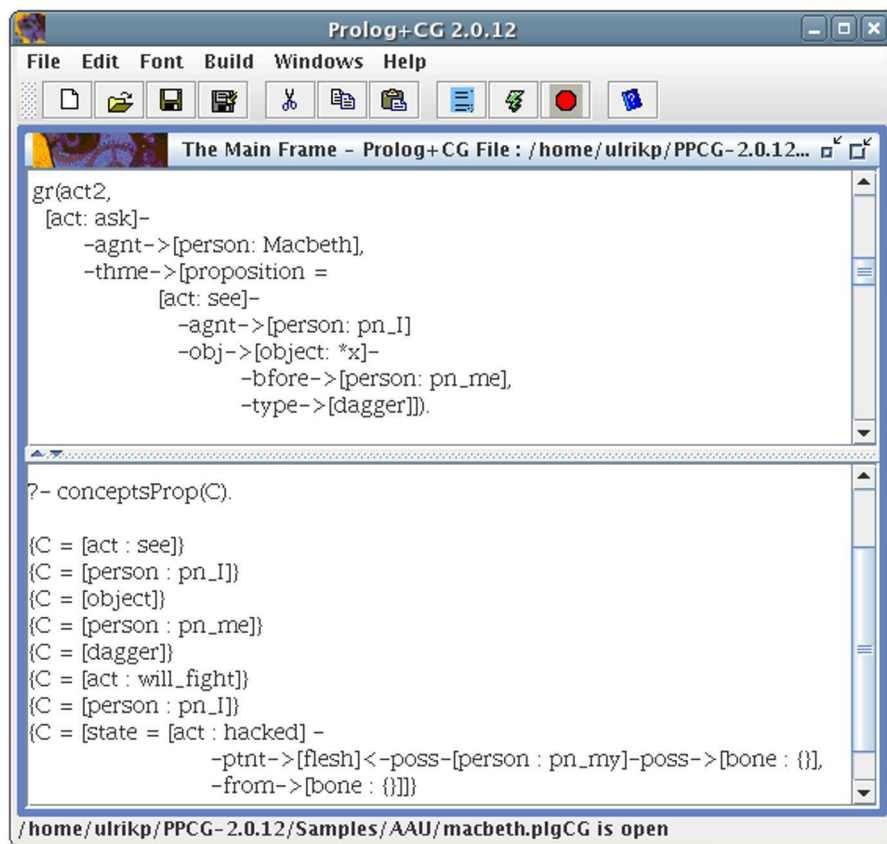 Prolog+CG 2.0.12
File Edit Font Build Windows Help
The Main Frame - Prolog+CG File : /home/ulrikp/PPCG-2.0.12...
gr(act2,
[act: ask]-
-agnt->[person: Macbeth],
-thme->[proposition =
[act: see]-
-agnt->[person: pn_I]
-obj->[object: *x]-
-bfore->[person: pn_me],
-type->[dagger]]).
?- conceptsProp(C).
{C = [act : see]}
{C = [person : pn_I]}
{C = [object]}
{C = [person : pn_me]}
{C = [dagger]}
{C = [act : will_fight]}
{C = [person : pn_I]}
{C = [state = [act : hacked] -
-ptnt->[flesh]<-poss-[person : pn_my]-poss->[bone : {}],
-from->[bone : {}]]}
/home/ulrikp/PPCG-2.0.12/Samples/AAU/macbeth.plgCG is open